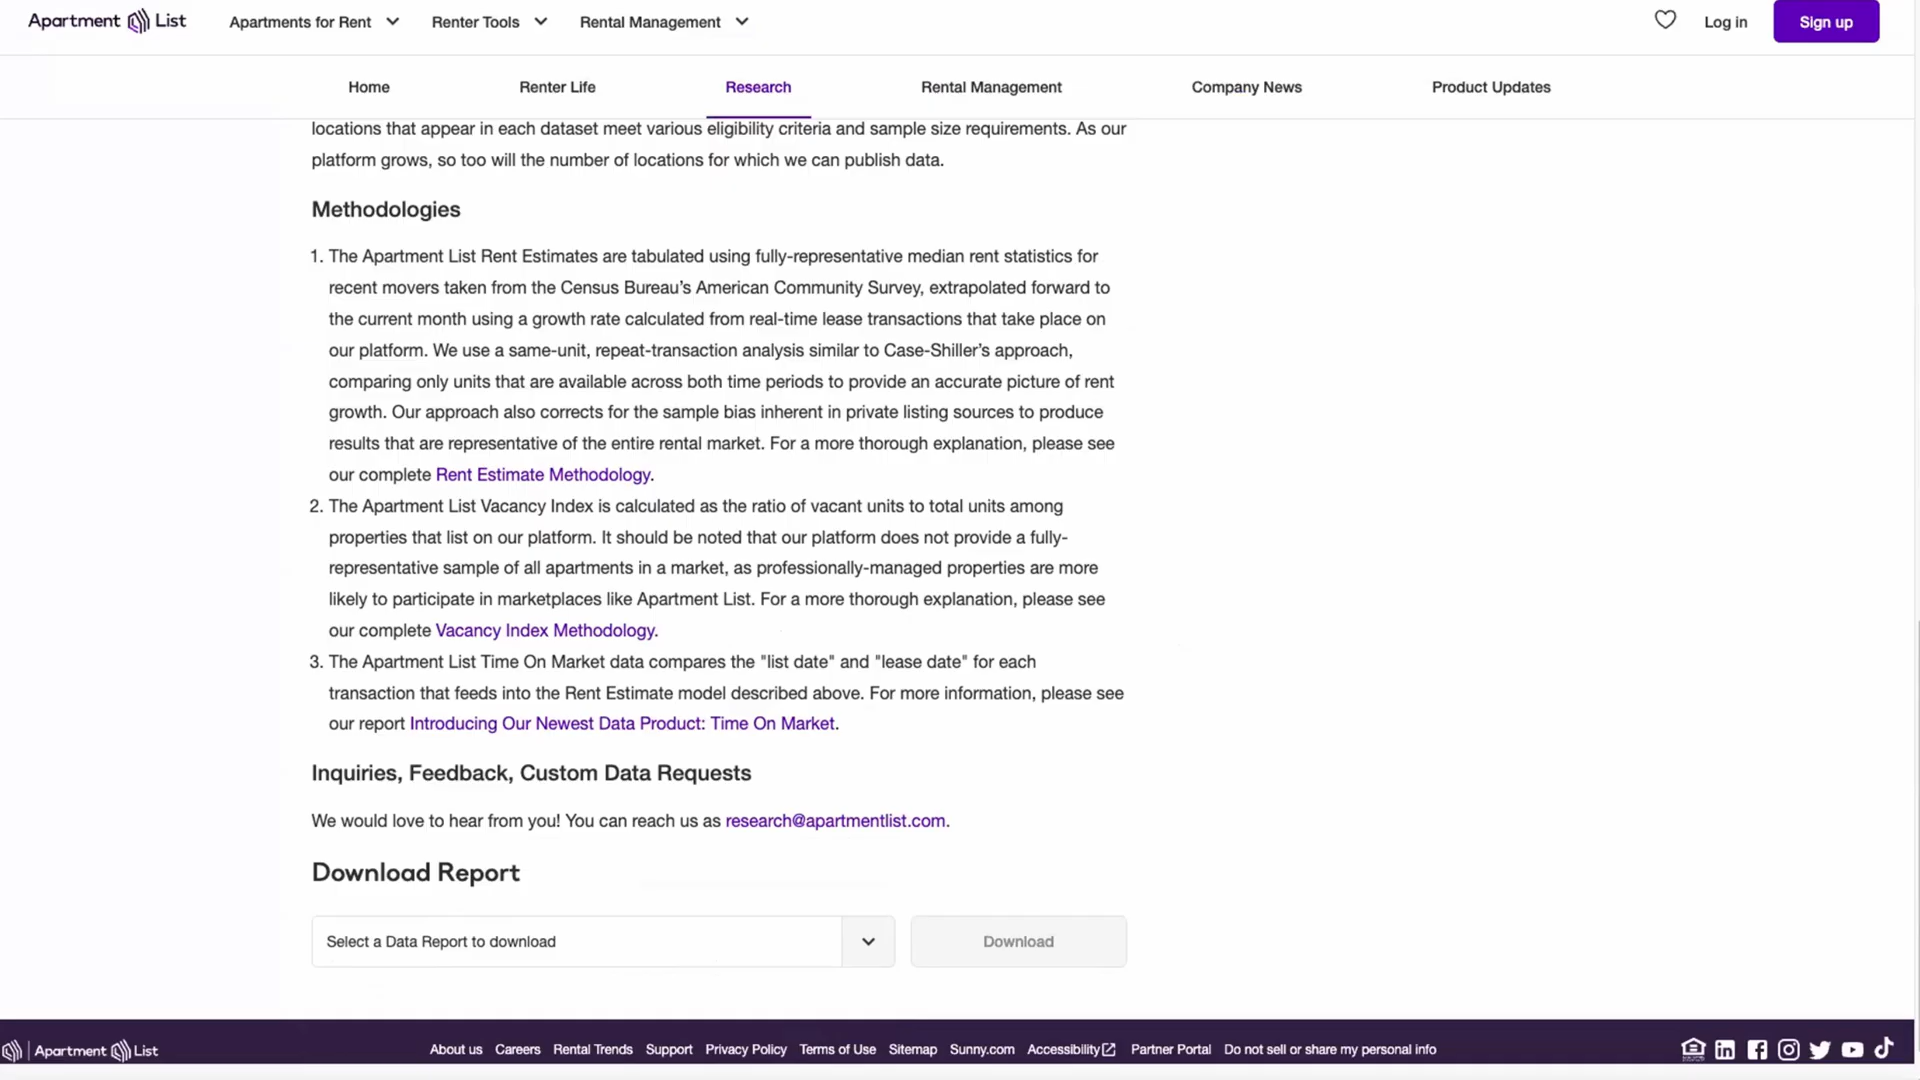 Apartment List
Apartments for Rent
Renter Tools
Rental Management
Log in
Sign up
Home
Renter Life
Research
Rental Management
Company News
Product Updates
locations that appear in each dataset meet various eligibility criteria and sample size requirements. As our
platform grows, so too will the number of locations for which we can publish data.
Methodologies
1. The Apartment List Rent Estimates are tabulated using fully-representative median rent statistics for
recent movers taken from the Census Bureau’s American Community Survey, extrapolated forward to
the current month using a growth rate calculated from real-time lease transactions that take place on
our platform. We use a same-unit, repeat-transaction analysis similar to Case-Shiller’s approach,
comparing only units that are available across both time periods to provide an accurate picture of rent
growth. Our approach also corrects for the sample bias inherent in private listing sources to produce
results that are representative of the entire rental market. For a more thorough explanation, please see
our complete Rent Estimate Methodology.
2. The Apartment List Vacancy Index is calculated as the ratio of vacant units to total units among
properties that list on our platform. It should be noted that our platform does not provide a fully-
representative sample of all apartments in a market, as professionally-managed properties are more
likely to participate in marketplaces like Apartment List. For a more thorough explanation, please see
our complete Vacancy Index Methodology.
3. The Apartment List Time On Market data compares the "list date" and "lease date" for each
transaction that feeds into the Rent Estimate model described above. For more information, please see
our report Introducing Our Newest Data Product: Time On Market.
Inquiries, Feedback, Custom Data Requests
We would love to hear from you! You can reach us as research@apartmentlist.com.
Download Report
Select a Data Report to download
Download
Apartment List
About us
Careers
Rental Trends
Support
Privacy Policy
Terms of Use
Sitemap
Sunny.com
Accessibility
Partner Portal
Do not sell or share my personal info